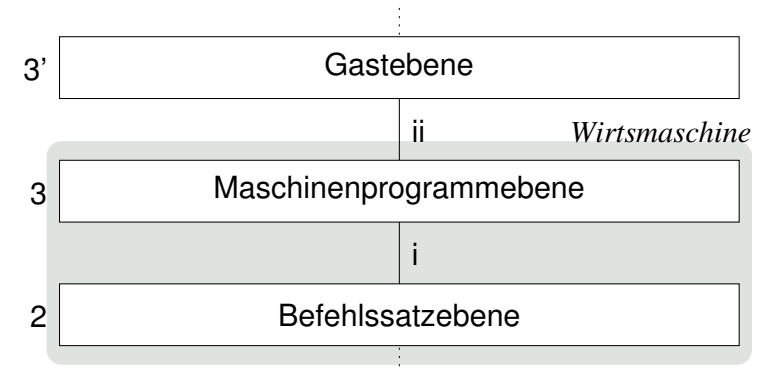 3' Gastebene
ii Wirtsmaschine
3 Maschinenprogrammebene
i
2 Befehlssatzebene